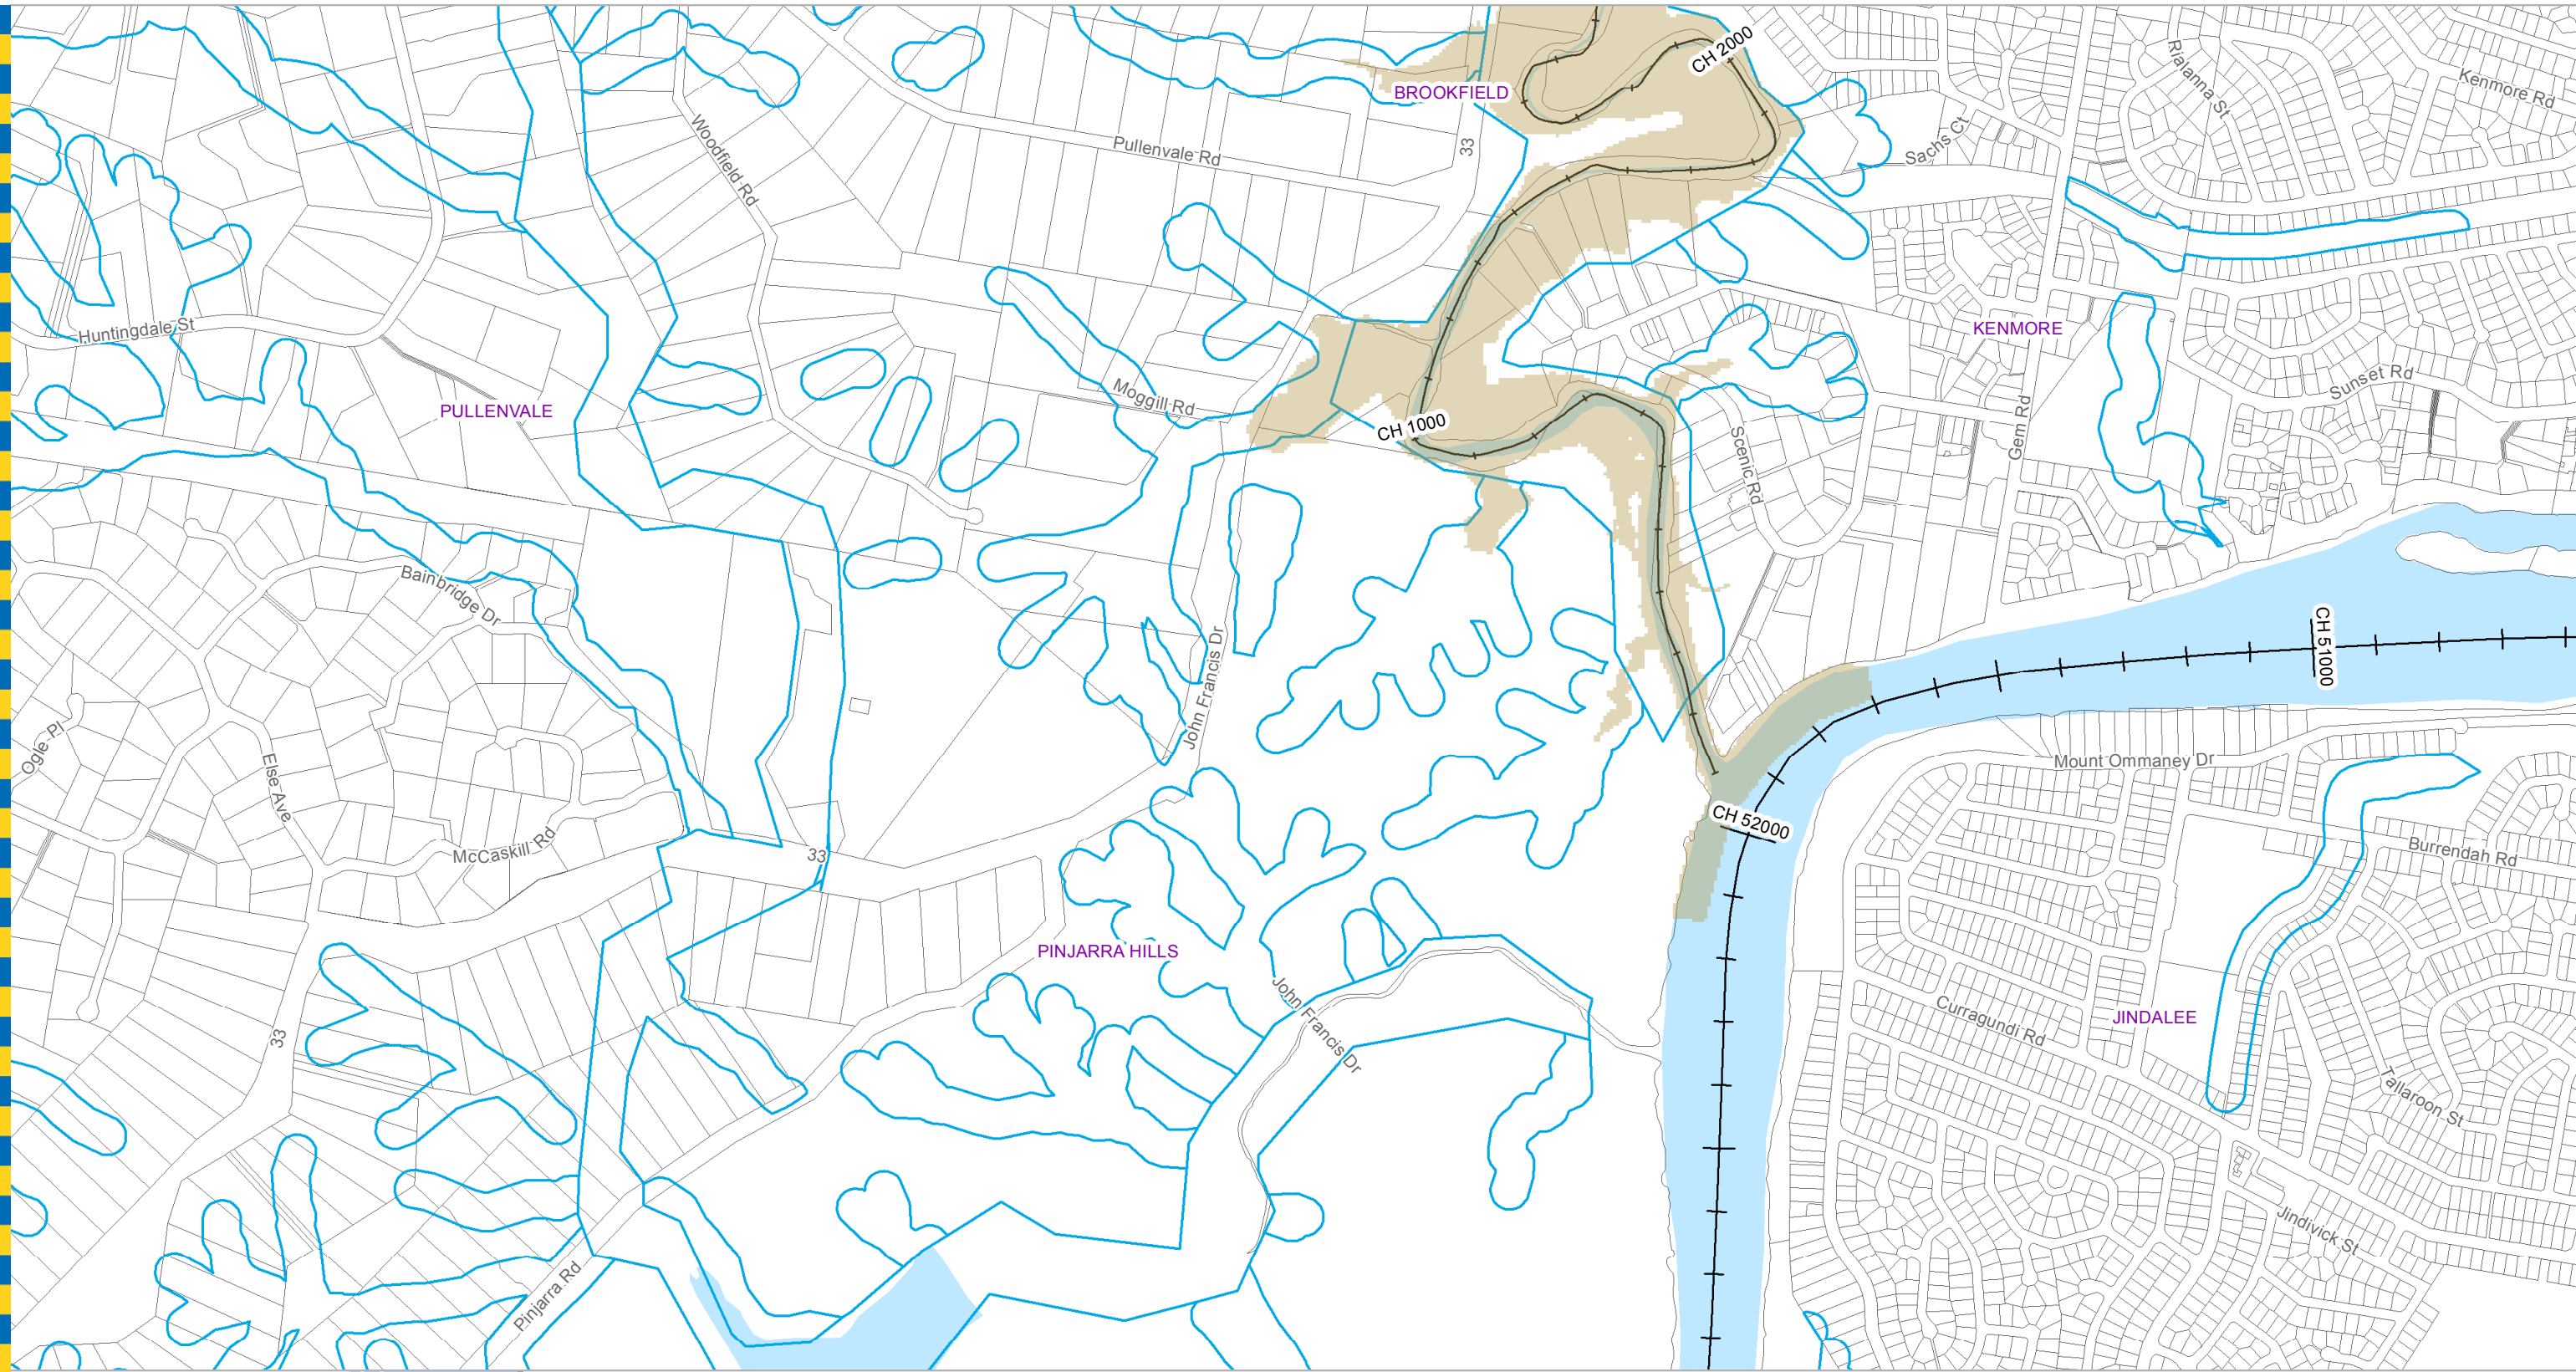 CH 2000
Rialanna St
Kenmore Rd
BROOKFIELD
Sachs Ct
33
Pullenvale Rd
Woodfield Rd
Huntingdale St
KENMORE
Sunset Rd
PULLENVALE
Moggill Rd
CH 1000
Gem Rd
Scenic Rd
Bainbridge Dr
John Francis Dr
CH 51000
Ogle Pl
Else Ave
Mount Ommaney Dr
CH 52000
McCaskill Rd
33
Burrendah Rd
PINJARRA HILLS
John Francis Dr
Curragundi Rd
JINDALEE
33
Tallaroon St
Jindivick St
Pinjarra Rd